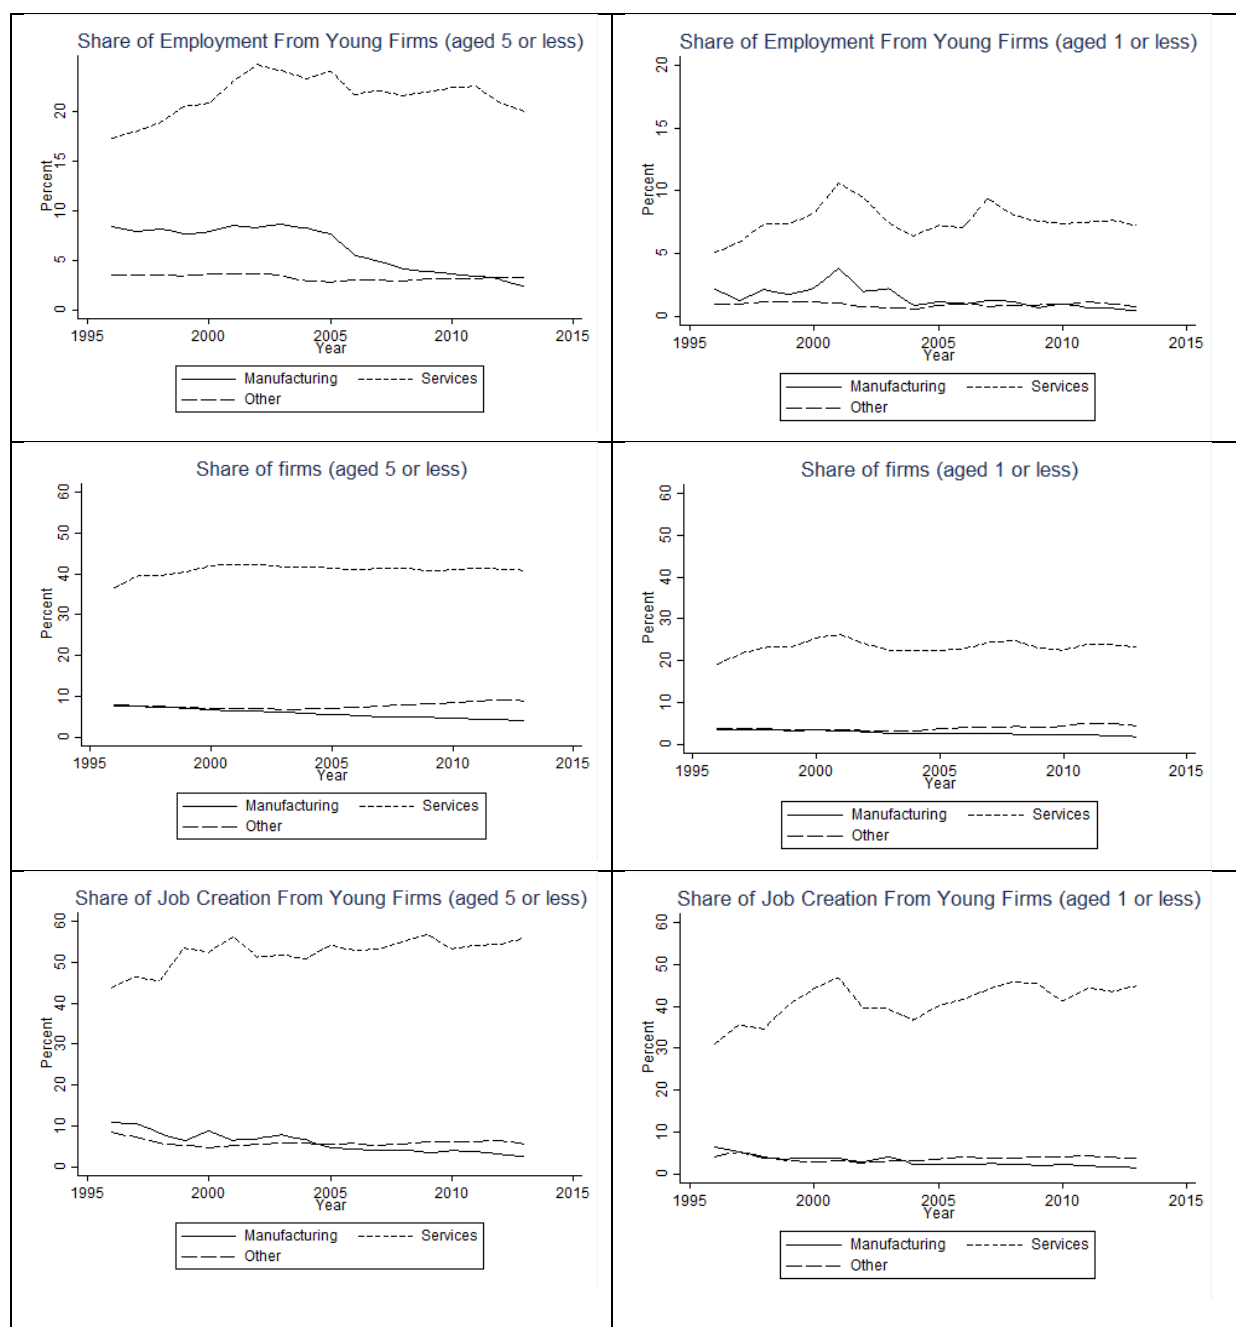 Share of Employment From Young Firms (aged 5 or less)
Percent
20
15
10
5
0
1995 2000 2005 2010 2015
Year
Manufacturing Services
Other
Share of Employment From Young Firms (aged 1 or less)
Percent
20
15
10
5
0
1995 2000 2005 2010 2015
Year
Manufacturing Services
Other
Share of firms (aged 5 or less)
Percent
60
50
40
30
20
10
0
1995 2000 2005 2010 2015
Year
Manufacturing Services
Other
Share of firms (aged 1 or less)
Percent
60
50
40
30
20
10
0
1995 2000 2005 2010 2015
Year
Manufacturing Services
Other
Share of Job Creation From Young Firms (aged 5 or less)
Percent
60
50
40
30
20
10
0
1995 2000 2005 2010 2015
Year
Manufacturing Services
Other
Share of Job Creation From Young Firms (aged 1 or less)
Percent
60
50
40
30
20
10
0
1995 2000 2005 2010 2015
Year
Manufacturing Services
Other